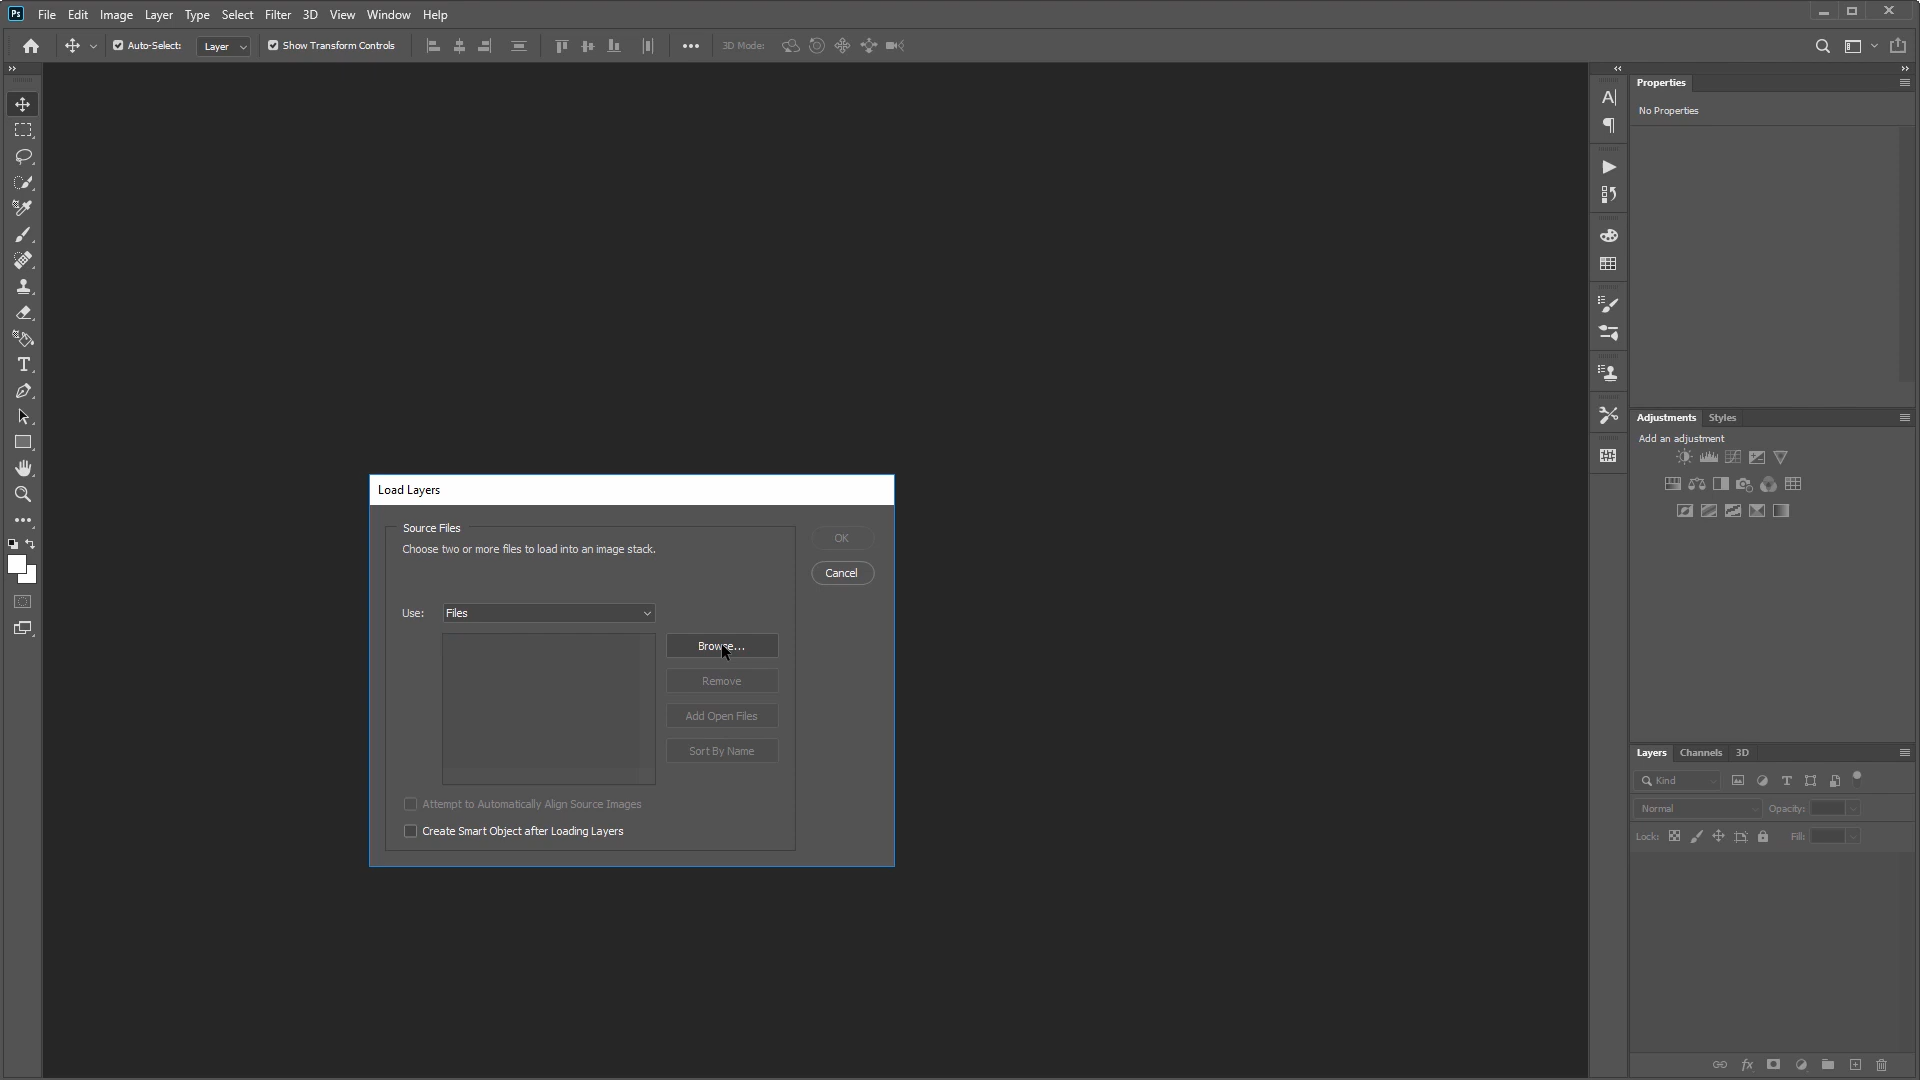 Ps File Edit Image Layer Type Select Filter 3D View Window Help
Auto-Select: Layer Show Transform Controls 3D Mode:
Properties
No Properties
Adjustments Styles
Add an adjustment
Load Layers
Source Files
Choose two or more files to load into an image stack.
OK
Cancel
Use: Files
Browse...
Remove
Add Open Files
Sort By Name
Attempt to Automatically Align Source Images
Create Smart Object after Loading Layers
Layers Channels 3D
Kind
Normal Opacity:
Lock: Fill:
fx